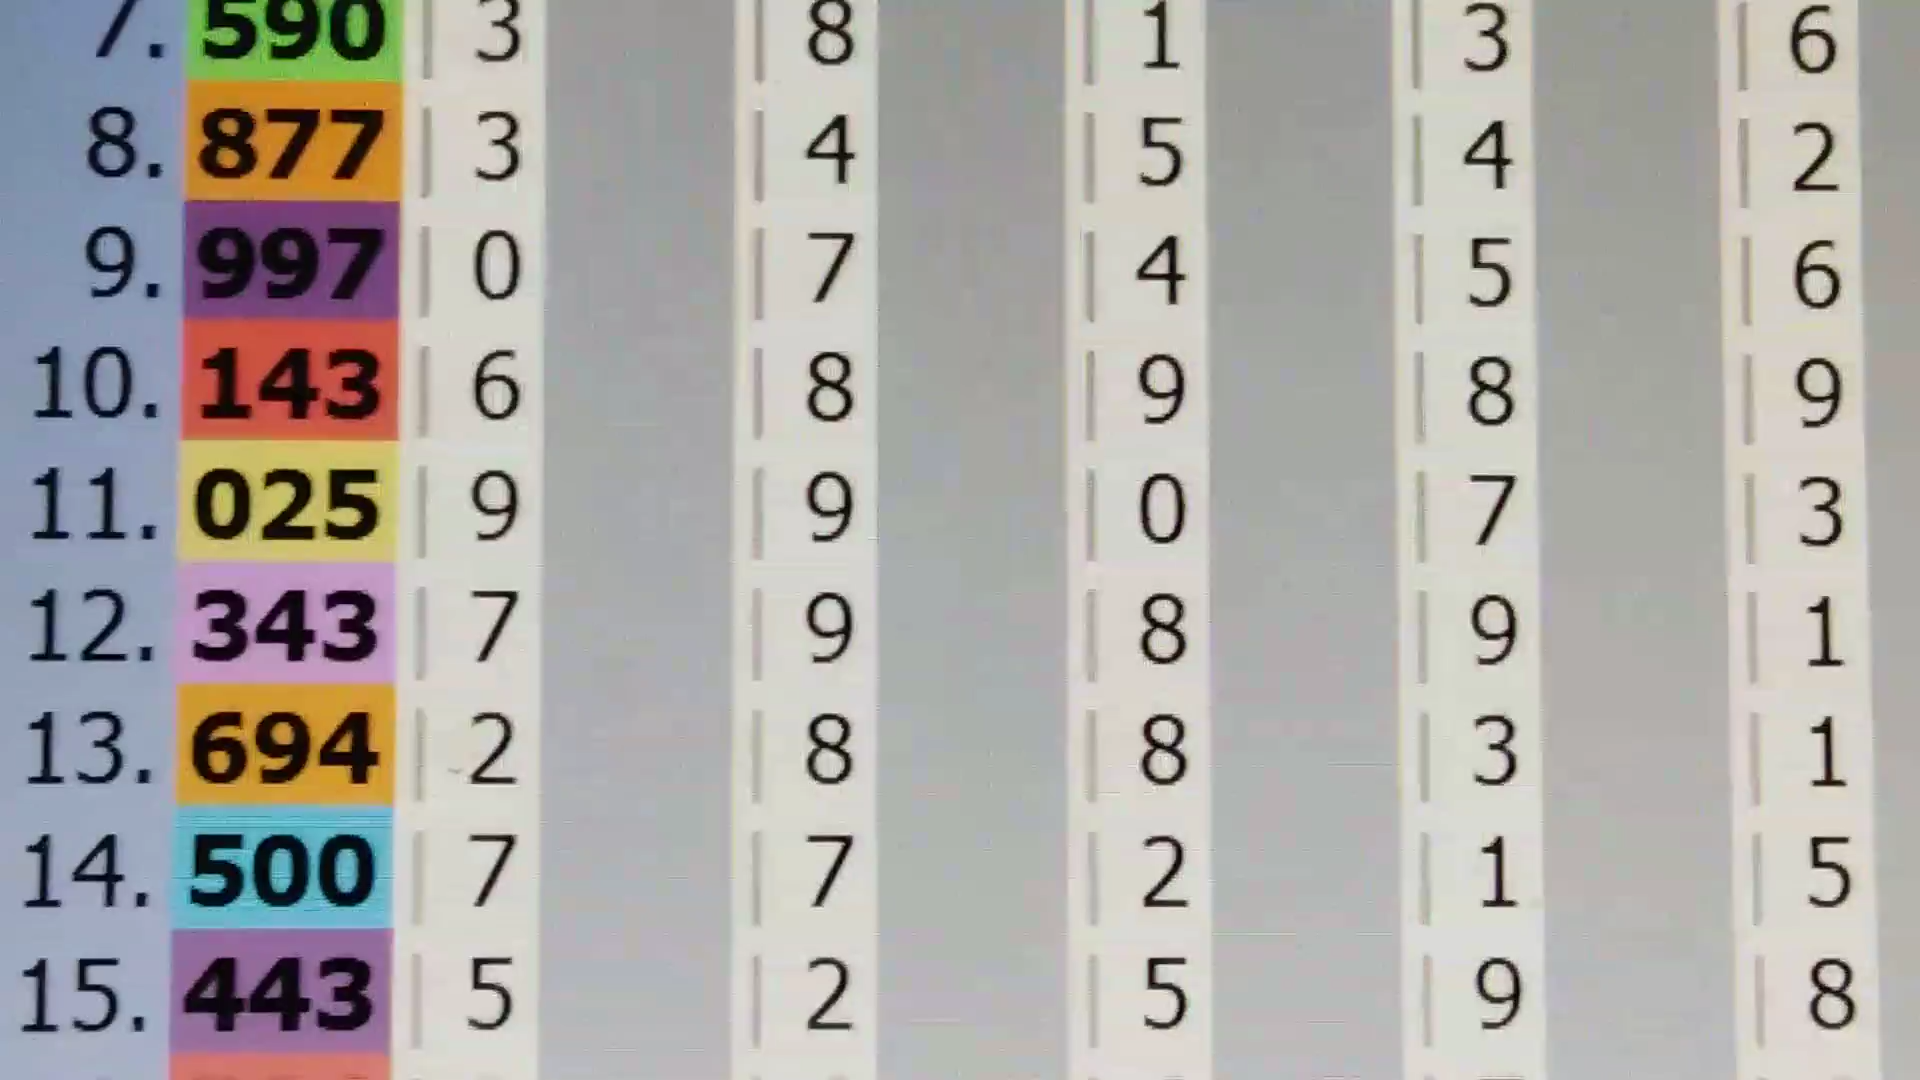 7. 590 | 3 | 8 | 1 | 3 | 6
8. 877 | 3 | 4 | 5 | 4 | 2
9. 997 | 0 | 7 | 4 | 5 | 6
10. 143 | 6 | 8 | 9 | 8 | 9
11. 025 | 9 | 9 | 0 | 7 | 3
12. 343 | 7 | 9 | 8 | 9 | 1
13. 694 | 2 | 8 | 8 | 3 | 1
14. 500 | 7 | 7 | 2 | 1 | 5
15. 443 | 5 | 2 | 5 | 9 | 8